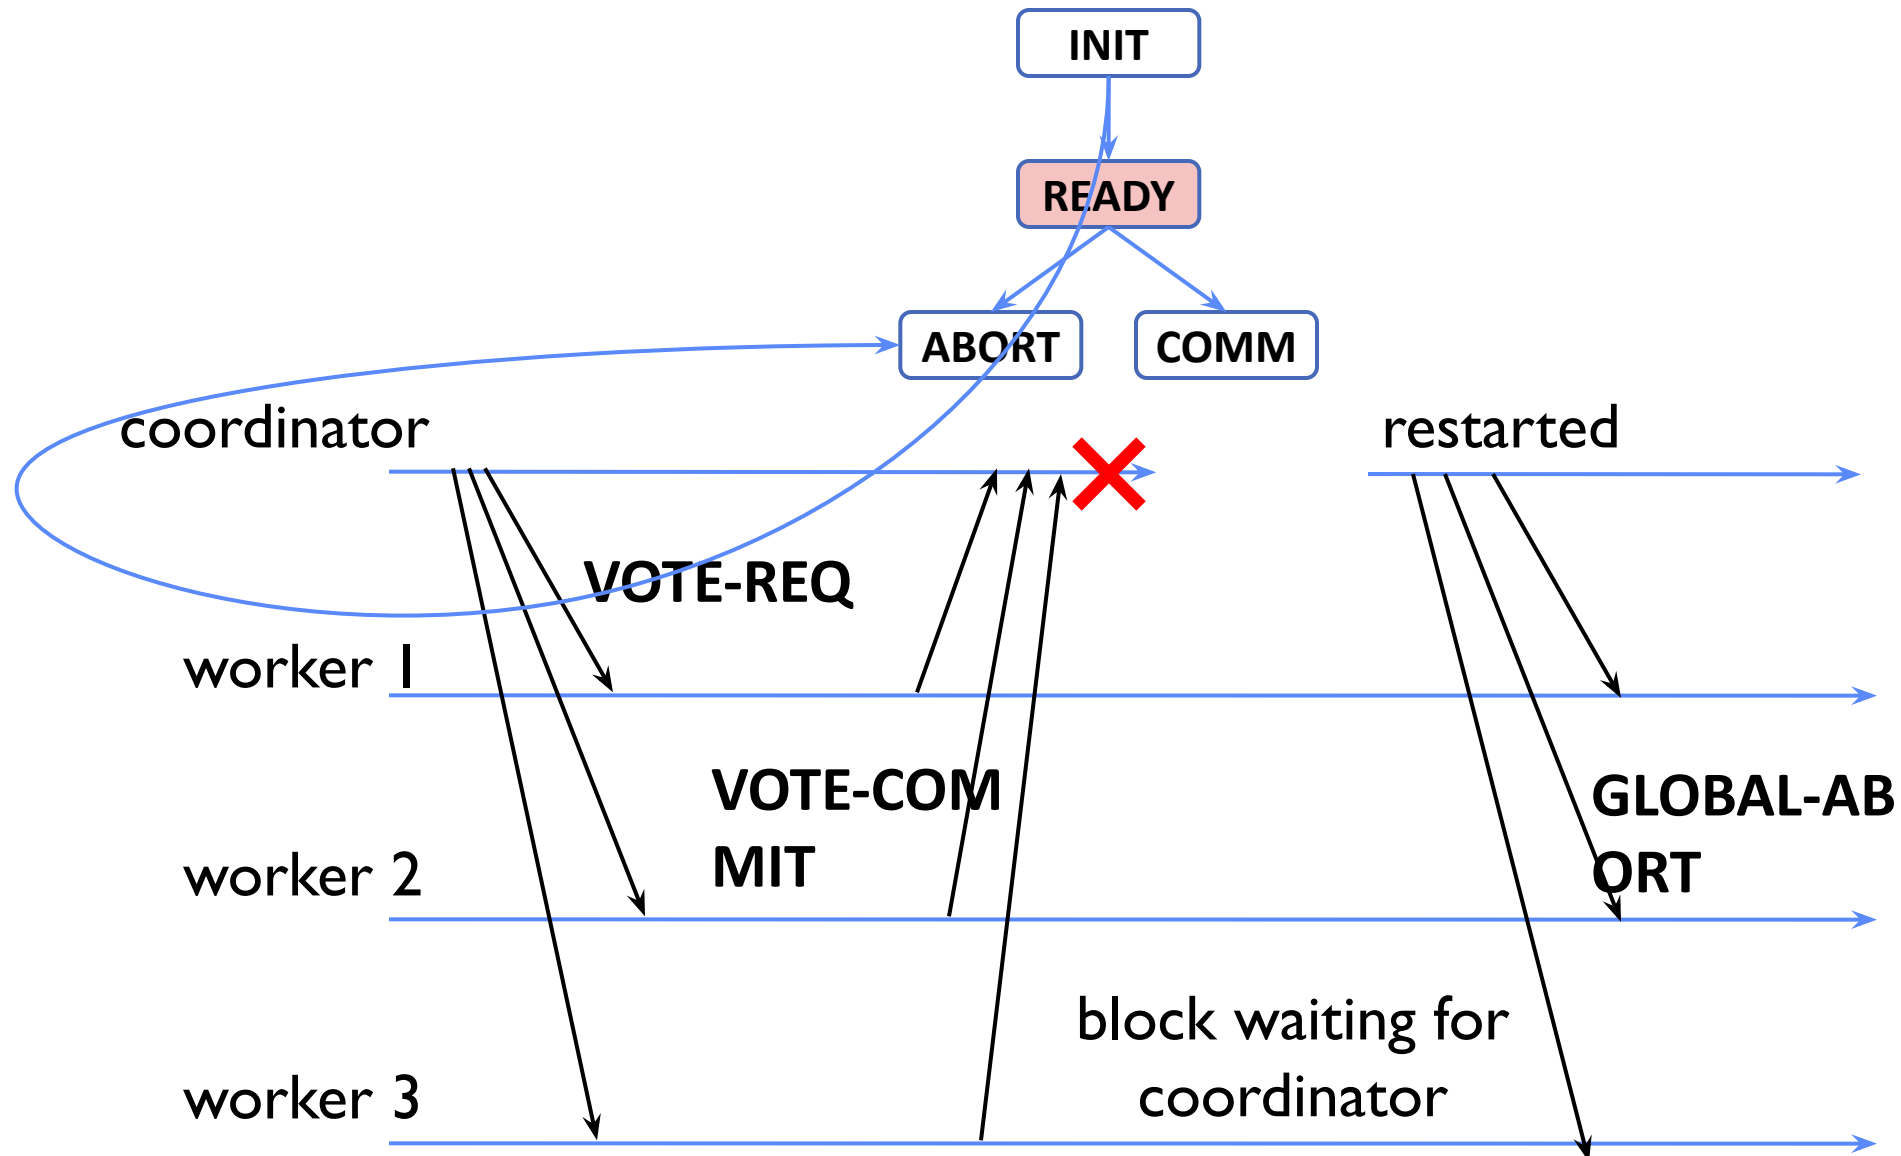 INIT
READY
ABORT
COMM
coordinator
restarted
VOTE-REQ
worker 1
VOTE-COM
MIT
GLOBAL-AB
ORT
worker 2
block waiting for
coordinator
worker 3